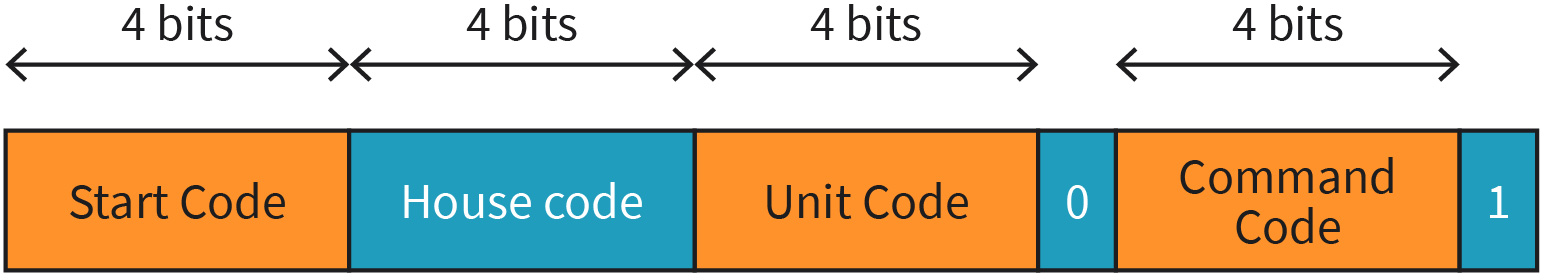 4 bits
4 bits
4 bits
4 bits
Start Code
House code
Unit Code
0
Command
Code
1